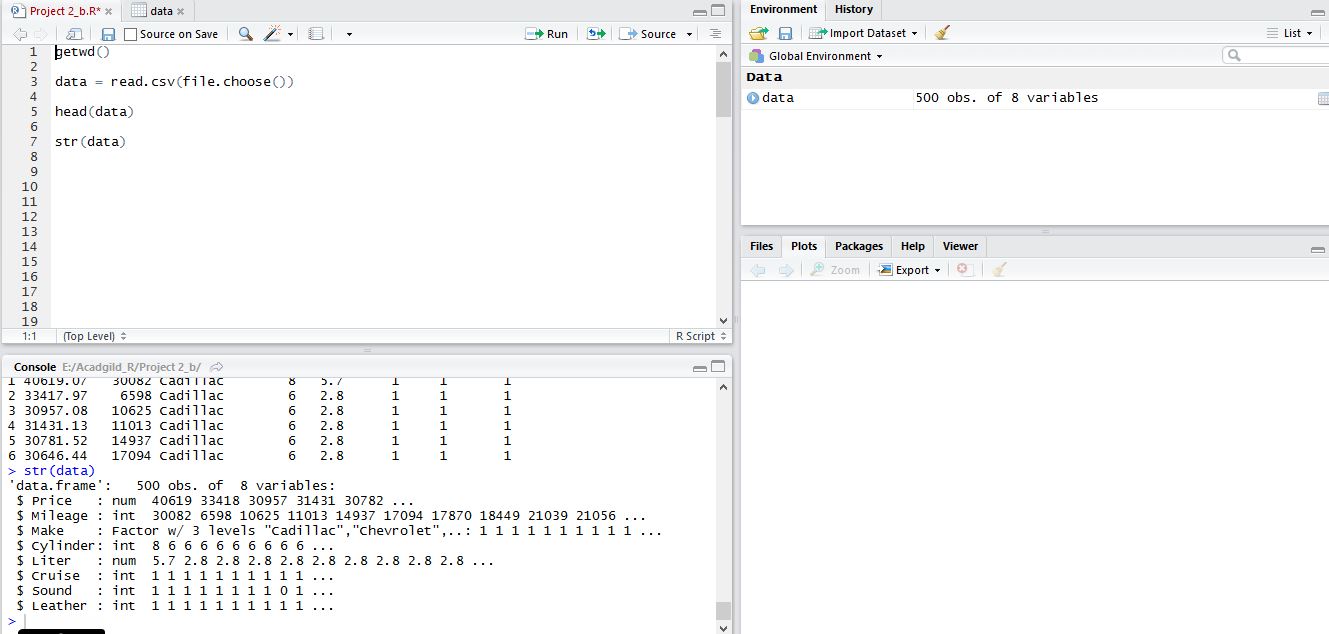 Project 2_b.R* ×
data ×
Source on Save
Run
Source
1 getwd()
2
3 data = read.csv(file.choose())
4
5 head(data)
6
7 str(data)
8
9
10
11
12
13
14
15
16
17
18
19
1:1 (Top Level) R Script
Console E:/Acadgild_R/Project 2_b/
1 40619.07 30082 Cadillac 8 5.7 1 1 1
2 33417.97 6598 Cadillac 6 2.8 1 1 1
3 30957.08 10625 Cadillac 6 2.8 1 1 1
4 31431.13 11013 Cadillac 6 2.8 1 1 1
5 30781.52 14937 Cadillac 6 2.8 1 1 1
6 30646.44 17094 Cadillac 6 2.8 1 1 1
> str(data)
'data.frame': 500 obs. of 8 variables:
$ Price : num 40619 33418 30957 31431 30782 ...
$ Mileage : int 30082 6598 10625 11013 14937 17094 17870 18449 21039 21056 ...
$ Make : Factor w/ 3 levels "Cadillac","Chevrolet",..: 1 1 1 1 1 1 1 1 1 1 ...
$ Cylinder: int 8 6 6 6 6 6 6 6 6 6 ...
$ Liter : num 5.7 2.8 2.8 2.8 2.8 2.8 2.8 2.8 2.8 2.8 ...
$ Cruise : int 1 1 1 1 1 1 1 1 1 1 ...
$ Sound : int 1 1 1 1 1 1 1 1 0 1 ...
$ Leather : int 1 1 1 1 1 1 1 1 1 1 ...
>
Environment History
Import Dataset
List
Global Environment
Data
data 500 obs. of 8 variables
Files Plots Packages Help Viewer
Zoom Export